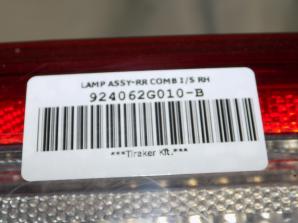 LAMP ASSY-RR COMB I/S RH
924062G010-B
***Tiraker Kft.***